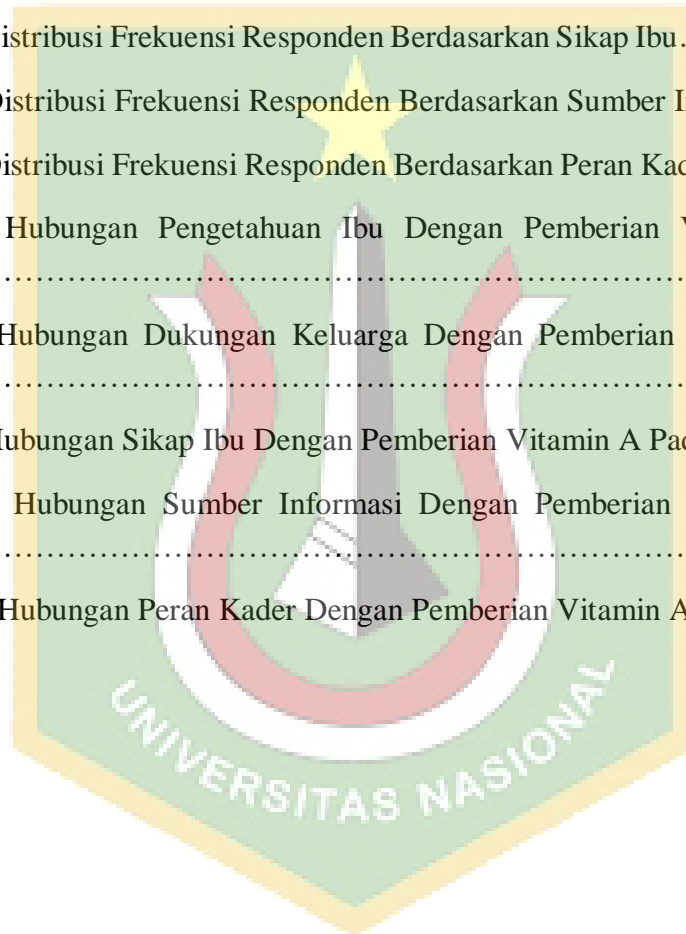 istribusi Frekuensi Responden Berdasarkan Sikap Ibu.
Distribusi Frekuensi Responden Berdasarkan Sumber I
Distribusi Frekuensi Responden Berdasarkan Peran Kad
Hubungan Pengetahuan Ibu Dengan Pemberian V
……………………………………………………………………
Hubungan Dukungan Keluarga Dengan Pemberian
……………………………………………………………………
Hubungan Sikap Ibu Dengan Pemberian Vitamin A Pad
Hubungan Sumber Informasi Dengan Pemberian
……………………………………………………………………
Hubungan Peran Kader Dengan Pemberian Vitamin A
UNIVERSITAS NASIONAL